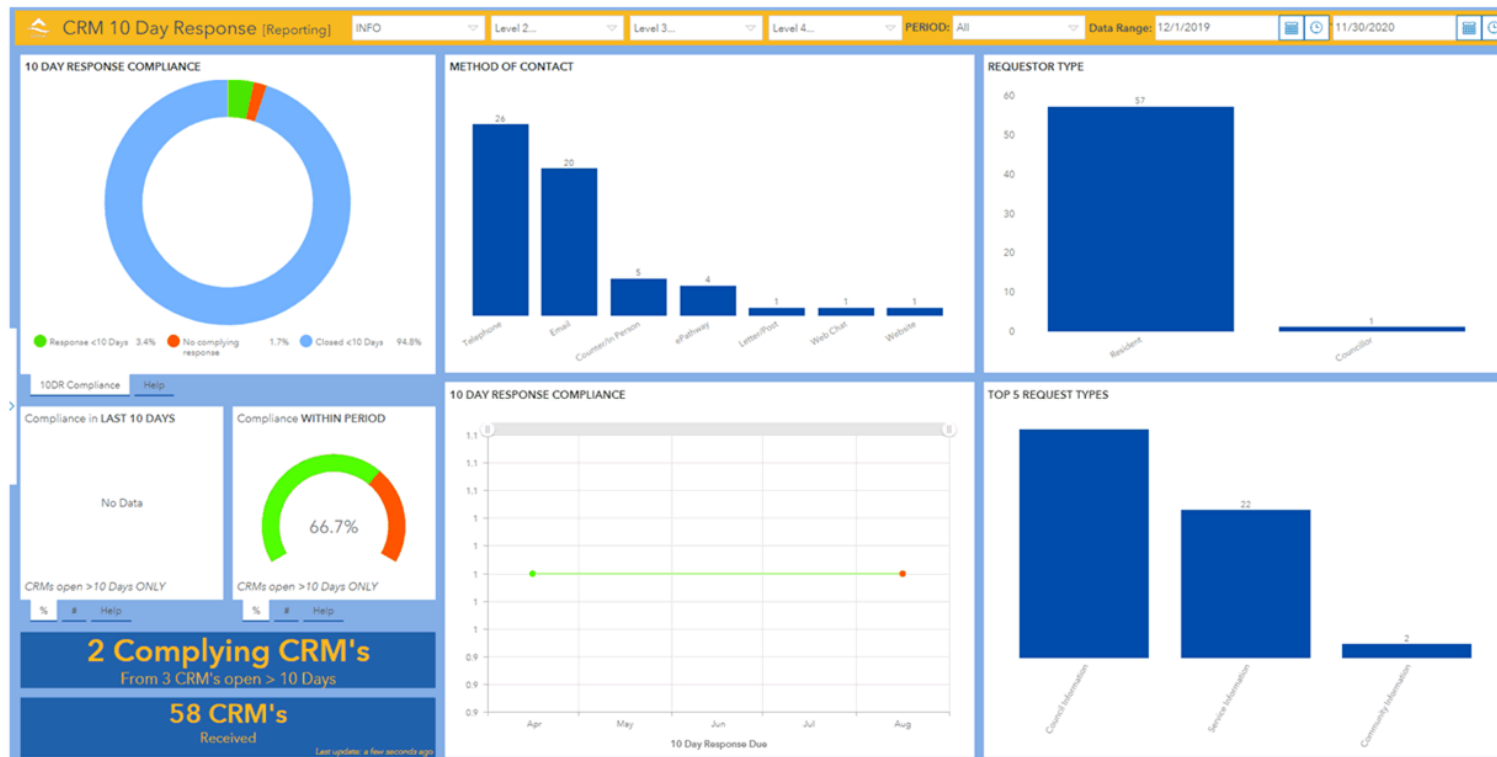 CRM 10 Day Response [Reporting]
INFO
Level 2...
Level 3...
Level 4...
PERIOD: All
Data Range: 12/1/2019
11/30/2020
10 DAY RESPONSE COMPLIANCE
Response <10 Days 3.4%
No complying response 1.7%
Closed <10 Days 94.8%
10DR Compliance
Help
METHOD OF CONTACT
26
20
5
4
1
1
1
Telephone
Email
Counter/In Person
ePathway
Letter/Post
Web Chat
Website
REQUESTOR TYPE
60
50
40
30
20
10
0
57
1
Resident
Councillor
Compliance in LAST 10 DAYS
No Data
CRMs open >10 Days ONLY
%
#
Help
Compliance WITHIN PERIOD
66.7%
CRMs open >10 Days ONLY
%
#
Help
2 Complying CRM's
From 3 CRM's open > 10 Days
58 CRM's
Received
Last update: a few seconds ago
10 DAY RESPONSE COMPLIANCE
1.1
1.1
1.1
1
1
1
1
1
0.9
0.9
0.9
Apr
May
Jun
Jul
Aug
10 Day Response Due
TOP 5 REQUEST TYPES
22
2
Council Information
Service Information
Community Information